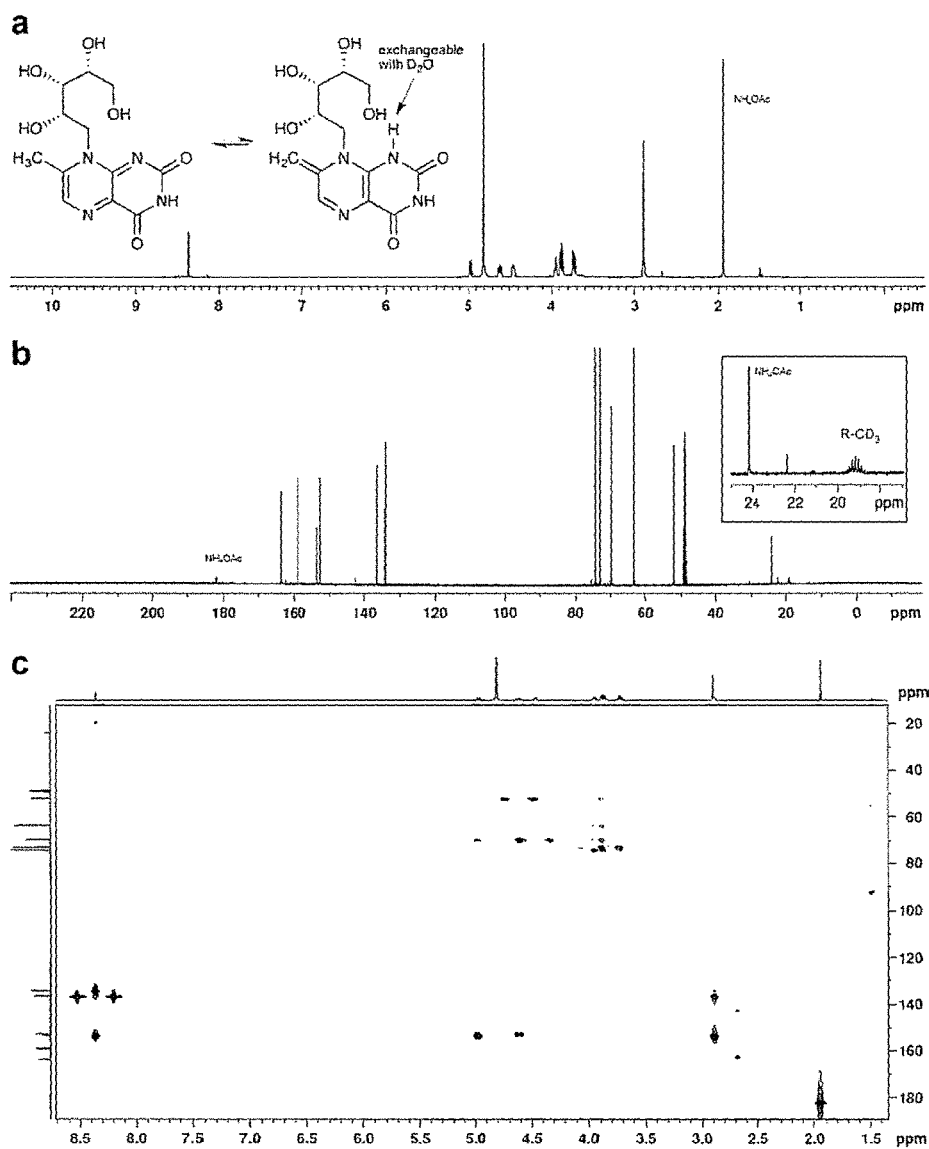 a
OH
OH
exchangeable
with D₂O
HO
HO
OH
OH
HO
HO
H
H₃C
N
N
O
H₂C
N
N
O
N
NH
N
NH
O
O
NH₄OAc
10 9 8 7 6 5 4 3 2 1 ppm
b
NH₄OAc
R-CD₃
24 22 20 ppm
NH₄OAc
220 200 180 160 140 120 100 80 60 40 20 0 ppm
c
ppm
20
40
60
80
100
120
140
160
180
8.5 8.0 7.5 7.0 6.5 6.0 5.5 5.0 4.5 4.0 3.5 3.0 2.5 2.0 1.5 ppm